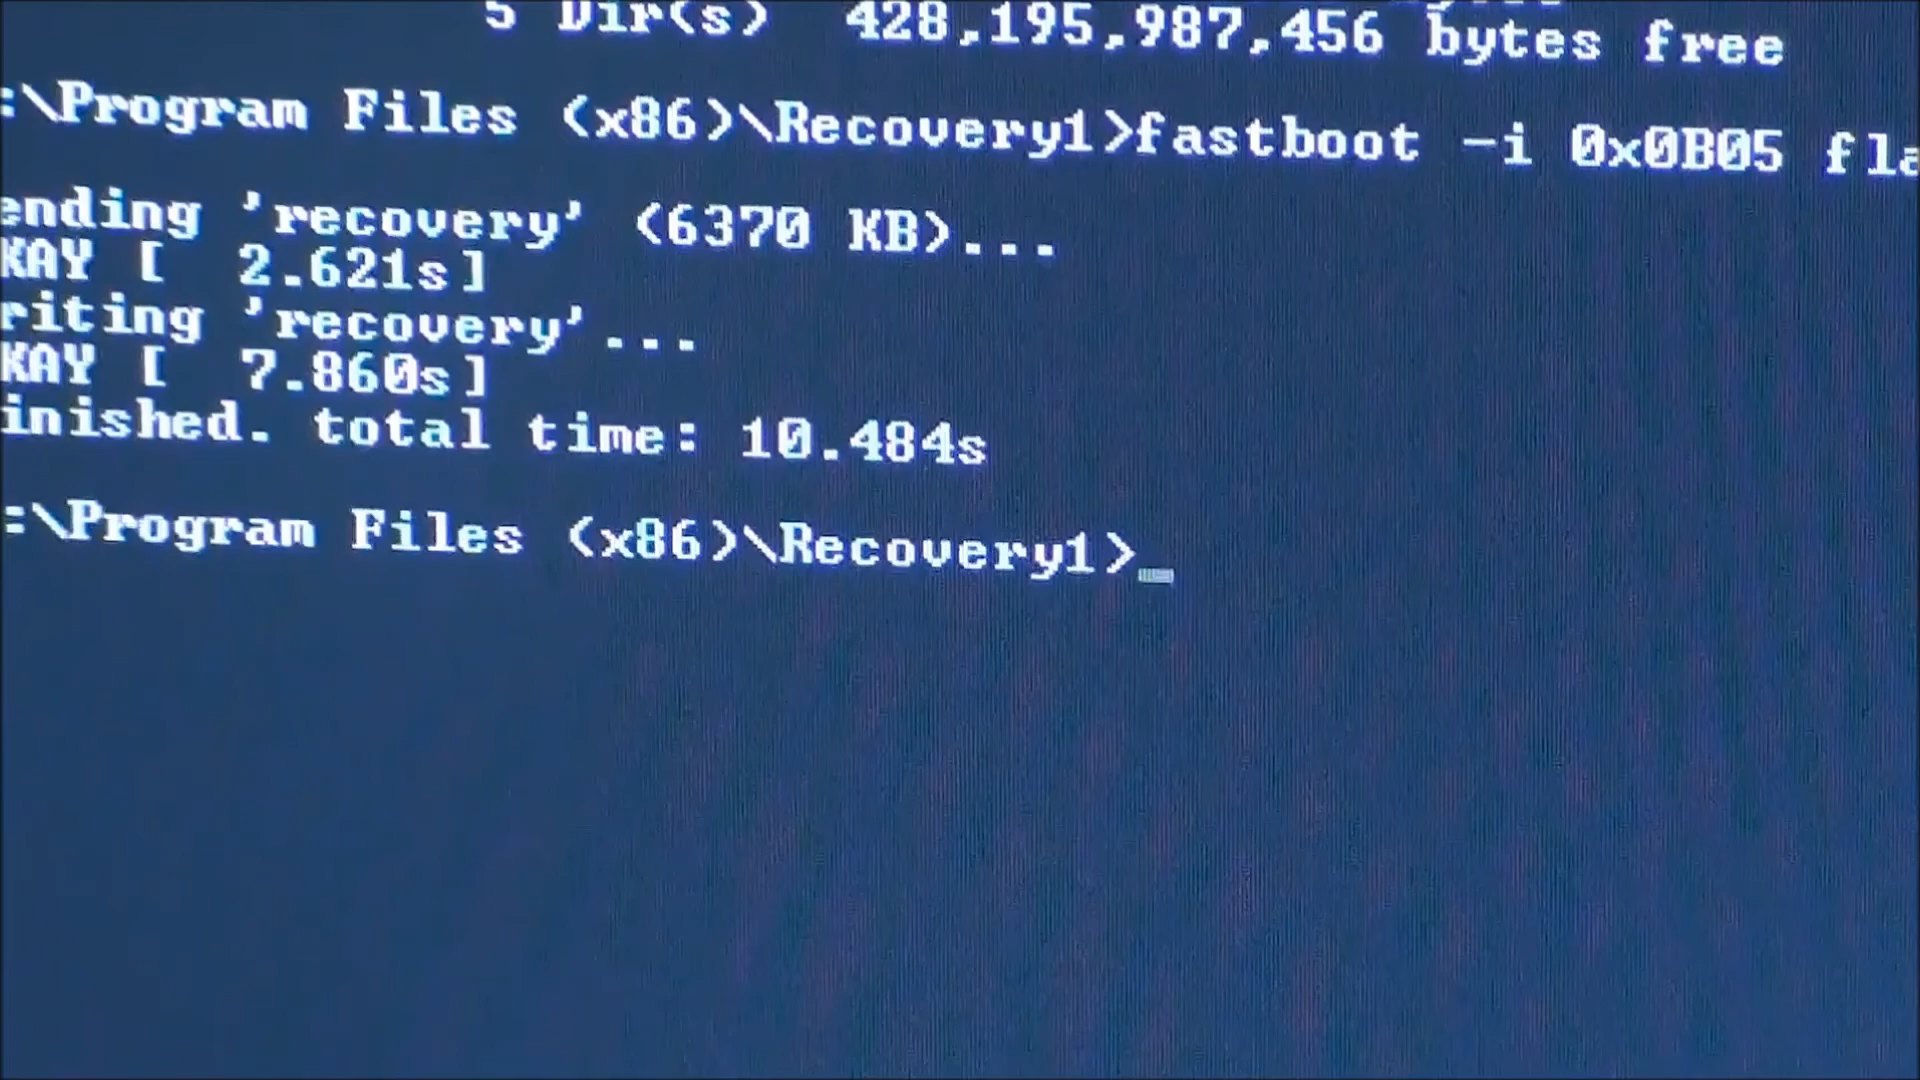 5 Dir(s) 428,195,987,456 bytes free
:\Program Files (x86)\Recovery1>fastboot -i 0x0B05 fla
ending 'recovery' (6370 KB)...
KAY [ 2.621s]
riting 'recovery'...
KAY [ 7.860s]
inished. total time: 10.484s
:\Program Files (x86)\Recovery1>_